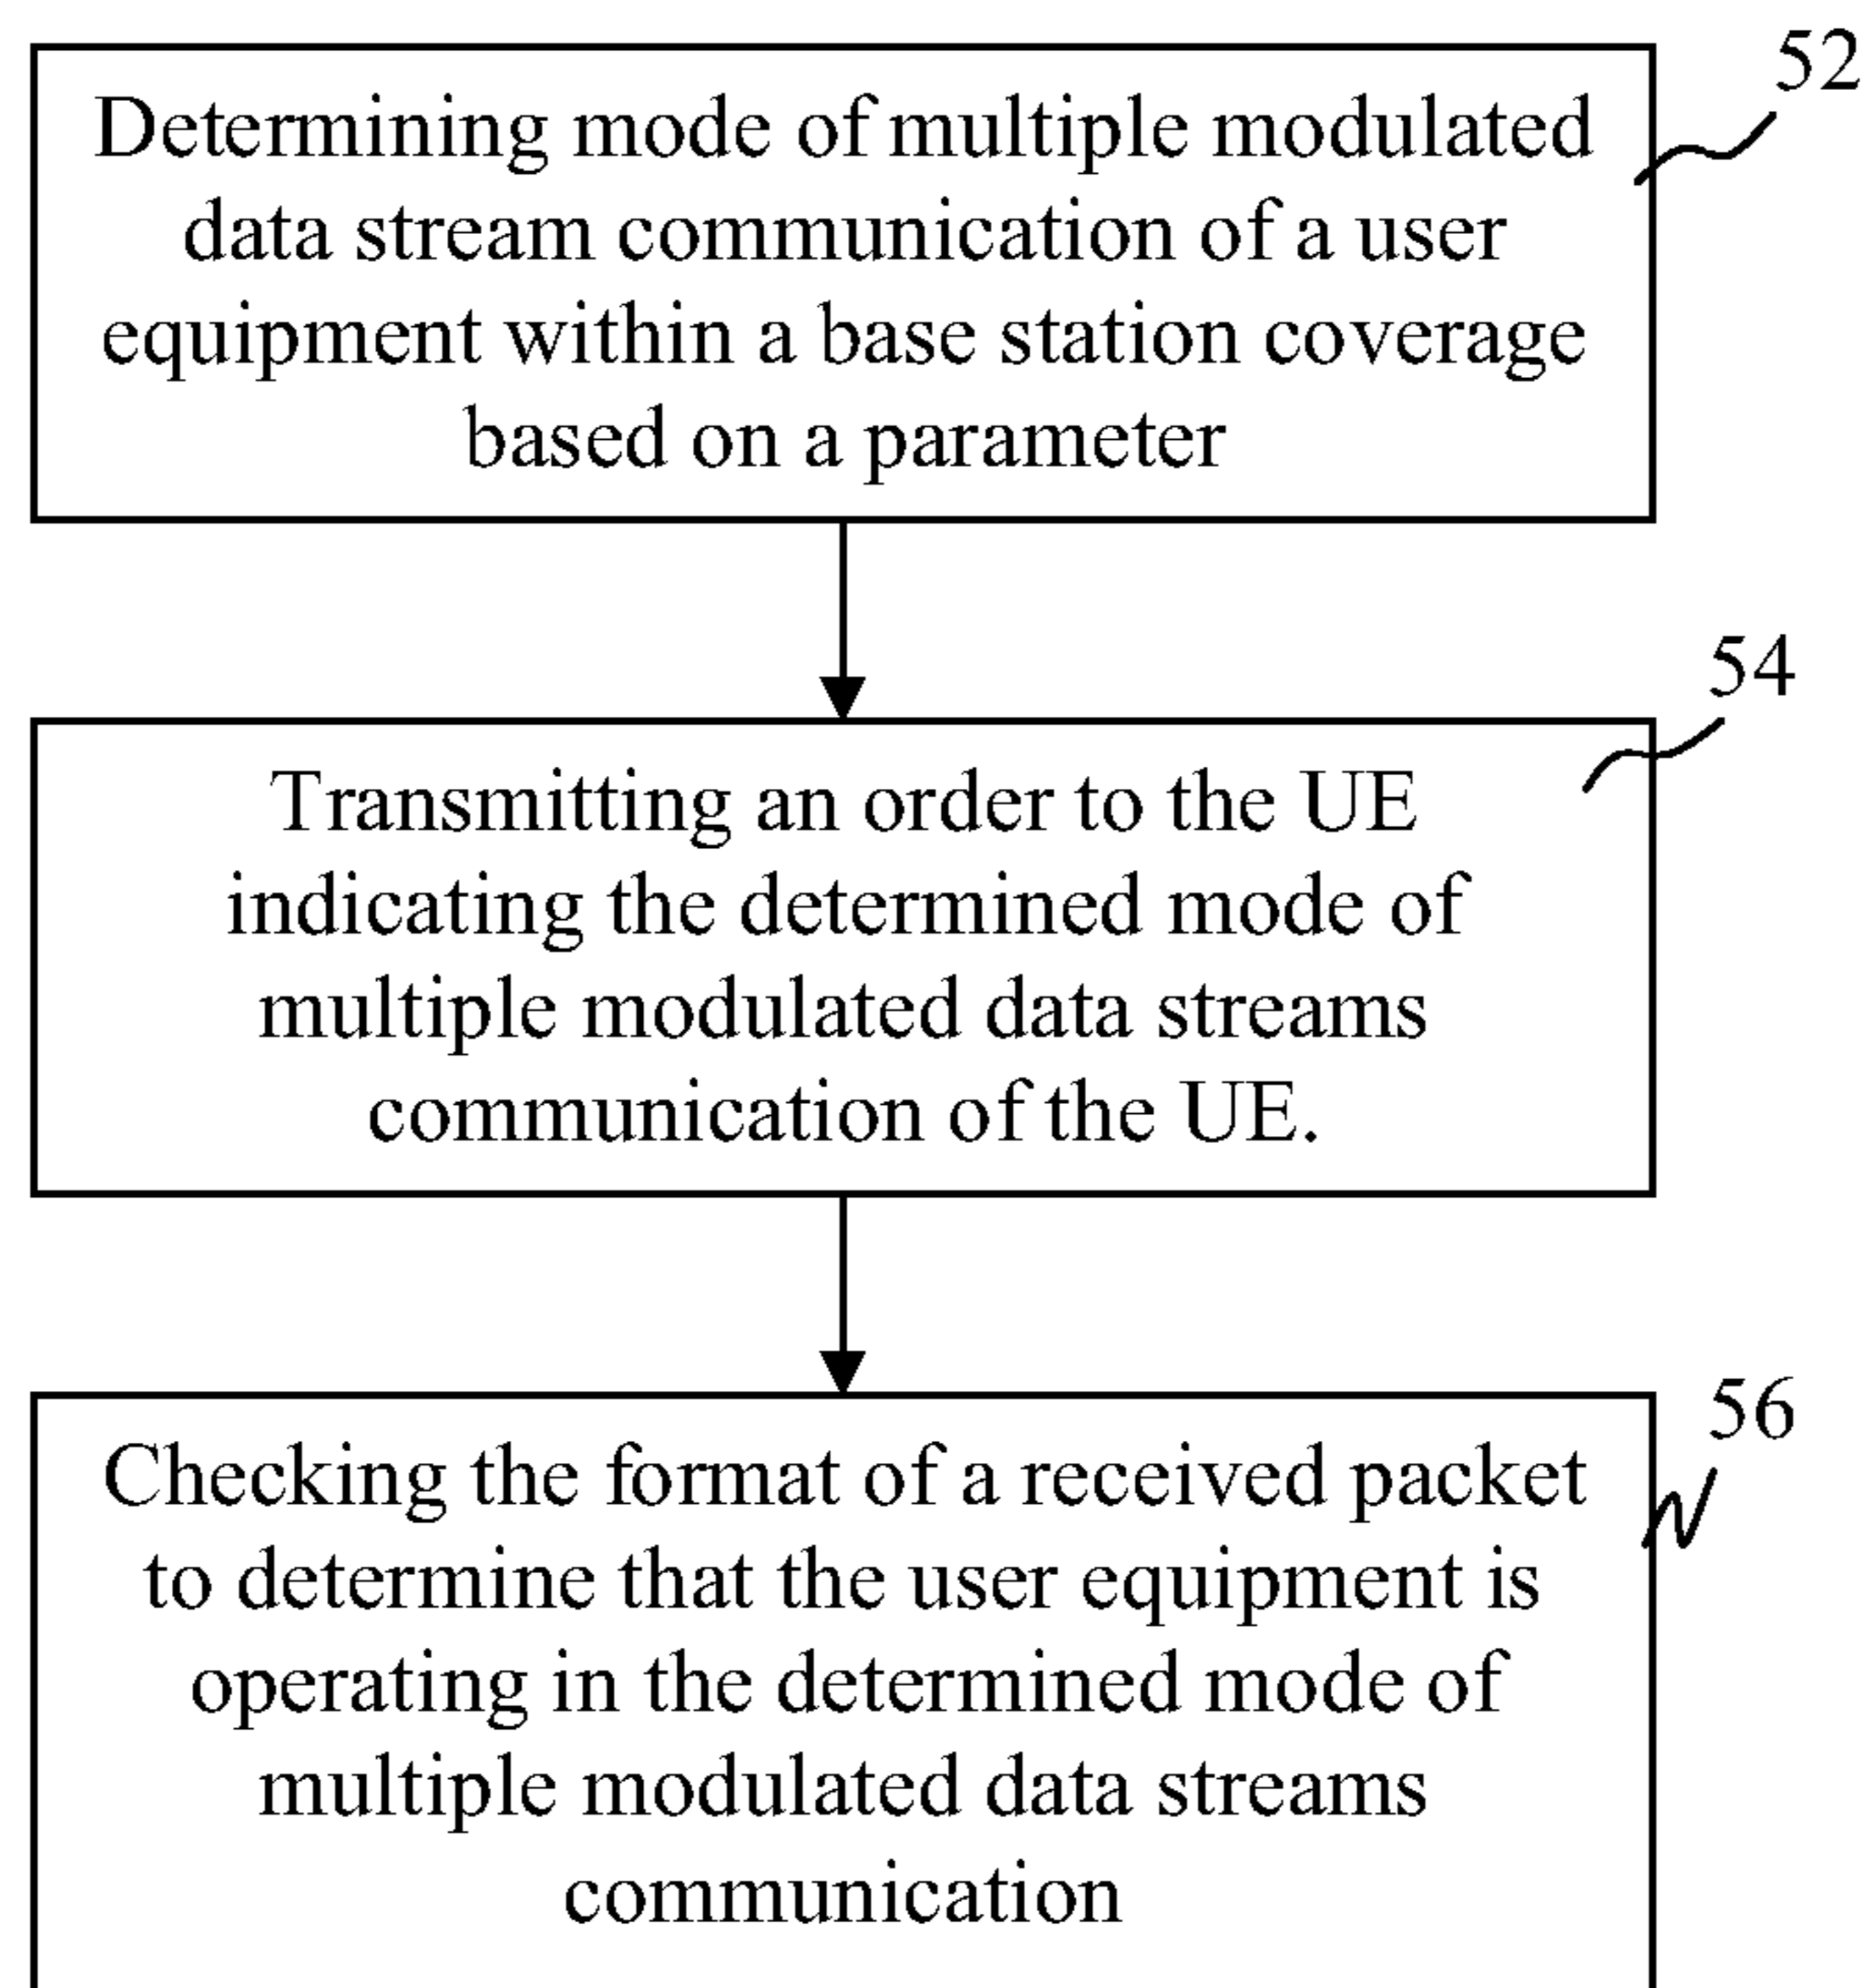 52
Determining mode of multiple modulated
data stream communication of a user
equipment within a base station coverage
based on a parameter
54
Transmitting an order to the UE
indicating the determined mode of
multiple modulated data streams
communication of the UE.
56
Checking the format of a received packet
to determine that the user equipment is
operating in the determined mode of
multiple modulated data streams
communication